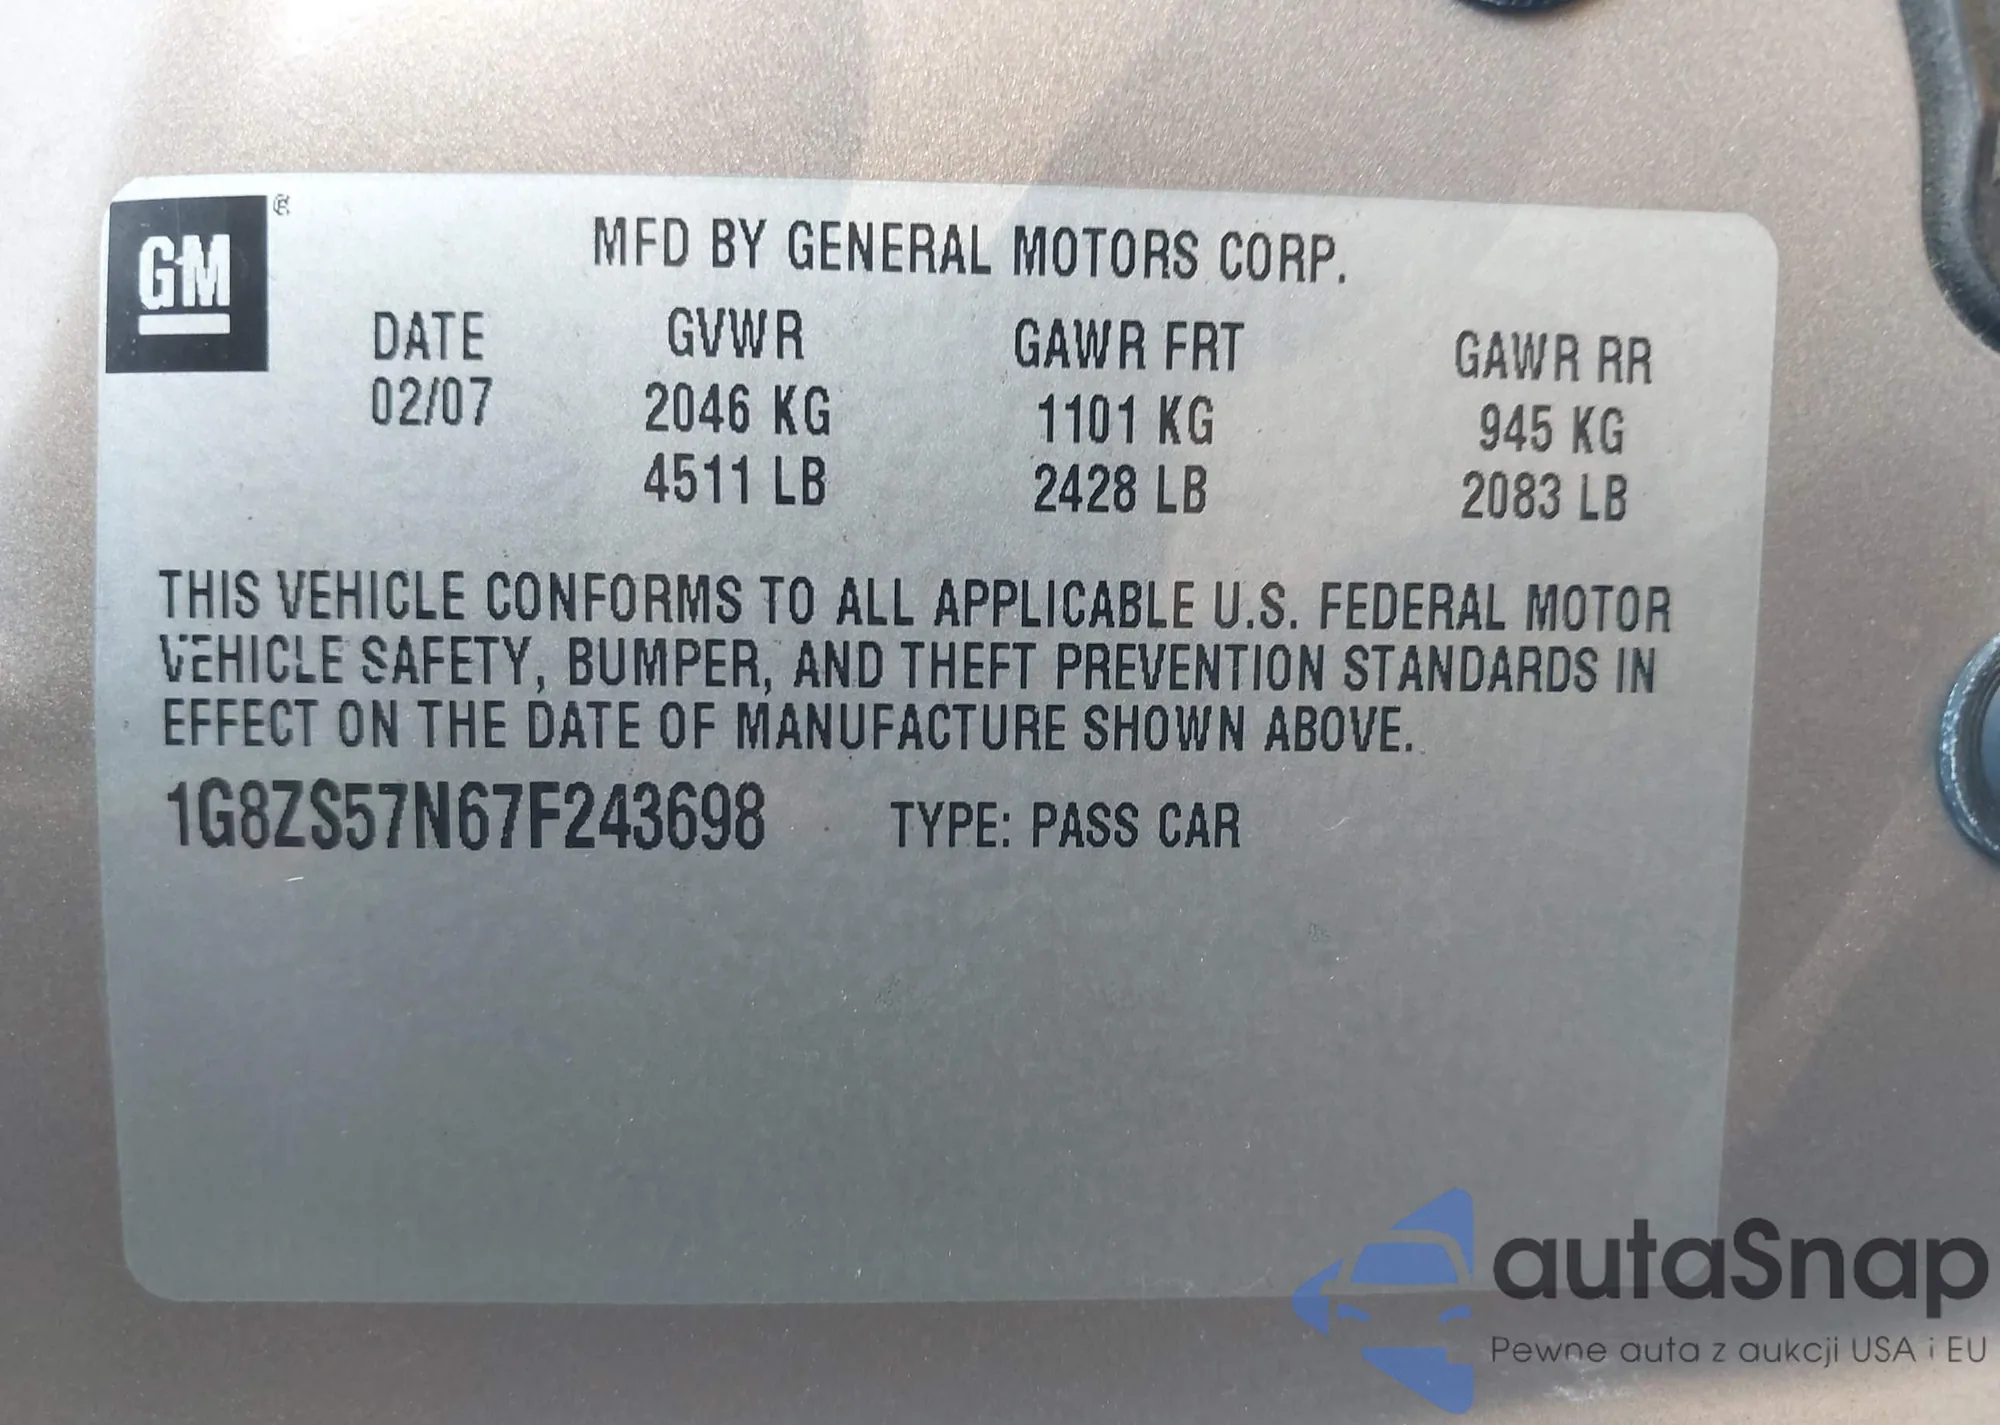 GM
®
MFD BY GENERAL MOTORS CORP.
DATE GVWR GAWR FRT GAWR RR
02/07 2046 KG 1101 KG 945 KG
4511 LB 2428 LB 2083 LB
THIS VEHICLE CONFORMS TO ALL APPLICABLE U.S. FEDERAL MOTOR
VEHICLE SAFETY, BUMPER, AND THEFT PREVENTION STANDARDS IN
EFFECT ON THE DATE OF MANUFACTURE SHOWN ABOVE.
1G8ZS57N67F243698 TYPE: PASS CAR
autaSnap
Pewne auta z aukcji USA i EU